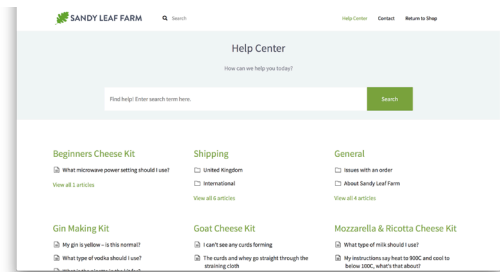 SANDY LEAF FARM
Search
Help Center
Contact
Return to Shop
Help Center
How can we help you today?
Find help! Enter search term here.
Search
Beginners Cheese Kit
What microwave power setting should I use?
View all 1 articles
Shipping
United Kingdom
International
View all 6 articles
General
Issues with an order
About Sandy Leaf Farm
View all 4 articles
Gin Making Kit
My gin is yellow – is this normal?
What type of vodka should I use?
Goat Cheese Kit
I can't see any curds forming
The curds and whey go straight through the
straining cloth
Mozzarella & Ricotta Cheese Kit
What type of milk should I use?
My instructions say heat to 900C and cool to
below 100C, what's that about?